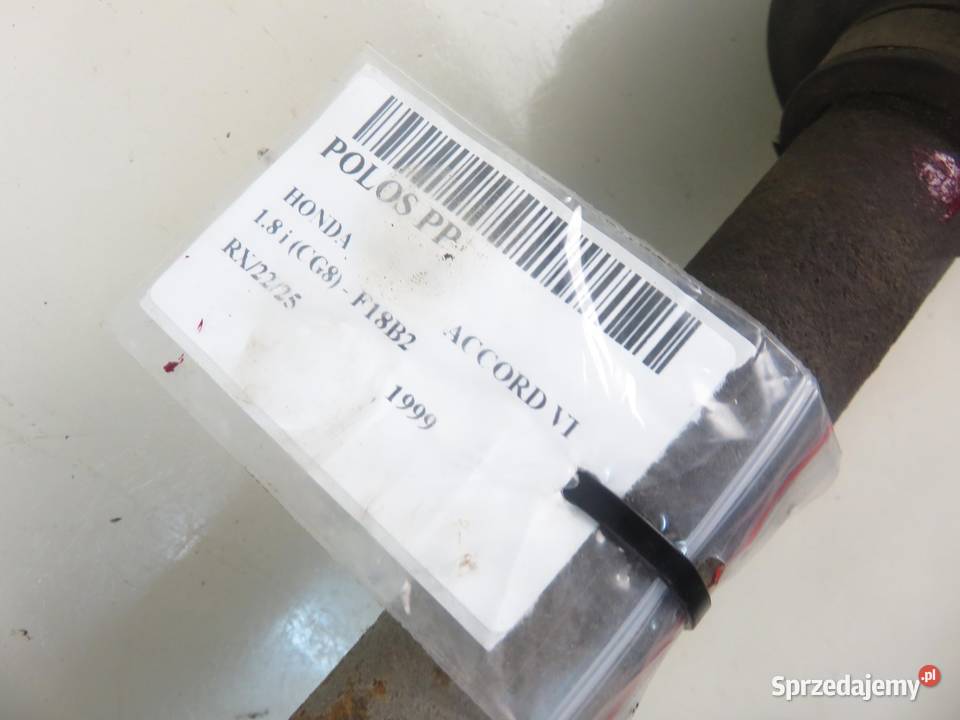 POLOS PP
HONDA ACCORD VI
1.8 i (CG8) - F18B2 1999
RX/22/25
Sprzedajemy.pl